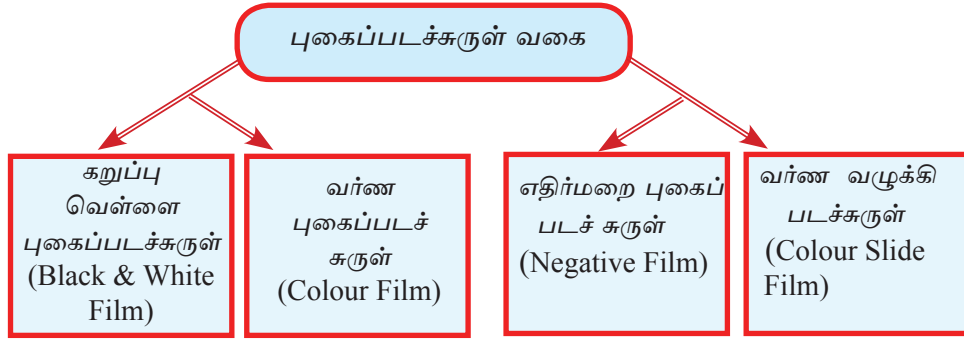 புகைப்படச்சுருள் வகை
கறுப்பு
வெள்ளை
புகைப்படச்சுருள்
(Black & White
Film)
வர்ண
புகைப்படச்
சுருள்
(Colour Film)
எதிர்மறை புகைப்
படச் சுருள்
(Negative Film)
வர்ண வழுக்கி
படச்சுருள்
(Colour Slide
Film)